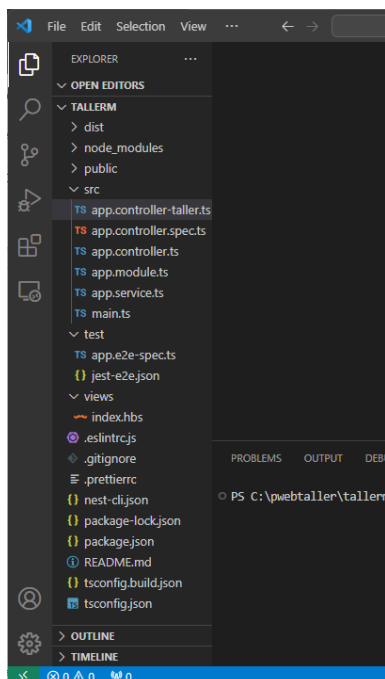 File Edit Selection View ...
EXPLORER ...
OPEN EDITORS
TALLERM
dist
node_modules
public
src
TS app.controller-taller.ts
TS app.controller.spec.ts
TS app.controller.ts
TS app.module.ts
TS app.service.ts
TS main.ts
test
TS app.e2e-spec.ts
{} jest-e2e.json
views
index.hbs
.eslintrc.js
.gitignore
.prettierrc
{} nest-cli.json
{} package-lock.json
{} package.json
README.md
{} tsconfig.build.json
TS tsconfig.json
OUTLINE
TIMELINE
PROBLEMS OUTPUT DEB
PS C:\pwebtaller\tallerm
0 0 0